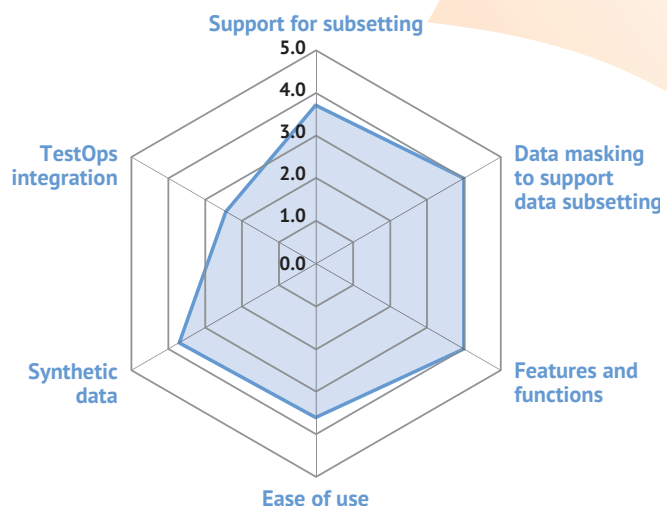 Support for subsetting
5.0
4.0
3.0
2.0
1.0
0.0
TestOps
integration
Data masking
to support
data subsetting
Synthetic
data
Features and
functions
Ease of use